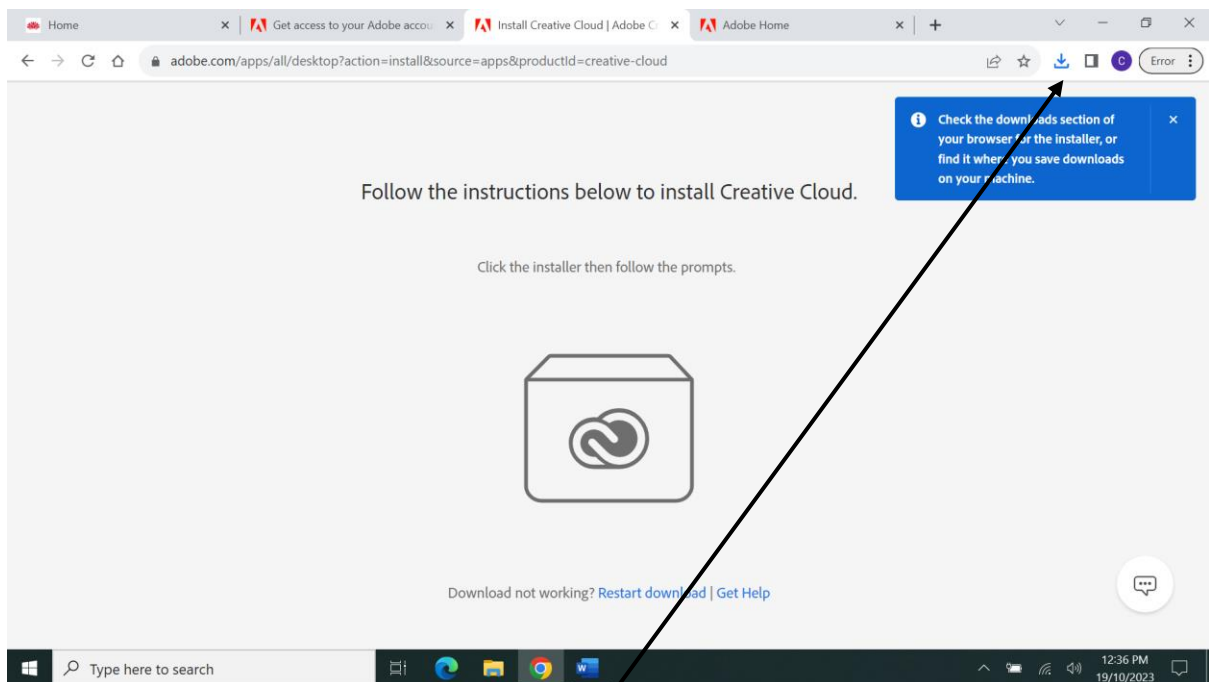 Home
Get access to your Adobe accou
Install Creative Cloud | Adobe C
Adobe Home
adobe.com/apps/all/desktop?action=install&source=apps&productId=creative-cloud
C
Error
Check the downloads section of
your browser for the installer, or
find it where you save downloads
on your machine.
Follow the instructions below to install Creative Cloud.
Click the installer then follow the prompts.
Download not working? Restart download | Get Help
Type here to search
W
12:36 PM
19/10/2023